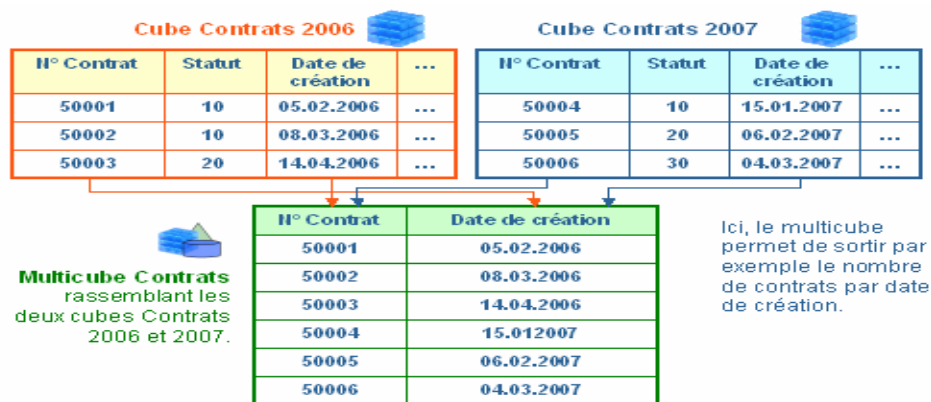 Cube Contrats 2006
N° Contrat Statut Date de création ...
50001 10 05.02.2006 ...
50002 10 08.03.2006 ...
50003 20 14.04.2006 ...
Cube Contrats 2007
N° Contrat Statut Date de création ...
50004 10 15.01.2007 ...
50005 20 06.02.2007 ...
50006 30 04.03.2007 ...
Multicube Contrats
rassemblant les
deux cubes Contrats
2006 et 2007.
N° Contrat Date de création
50001 05.02.2006
50002 08.03.2006
50003 14.04.2006
50004 15.012007
50005 06.02.2007
50006 04.03.2007
Ici, le multicube
permet de sortir par
exemple le nombre
de contrats par date
de création.